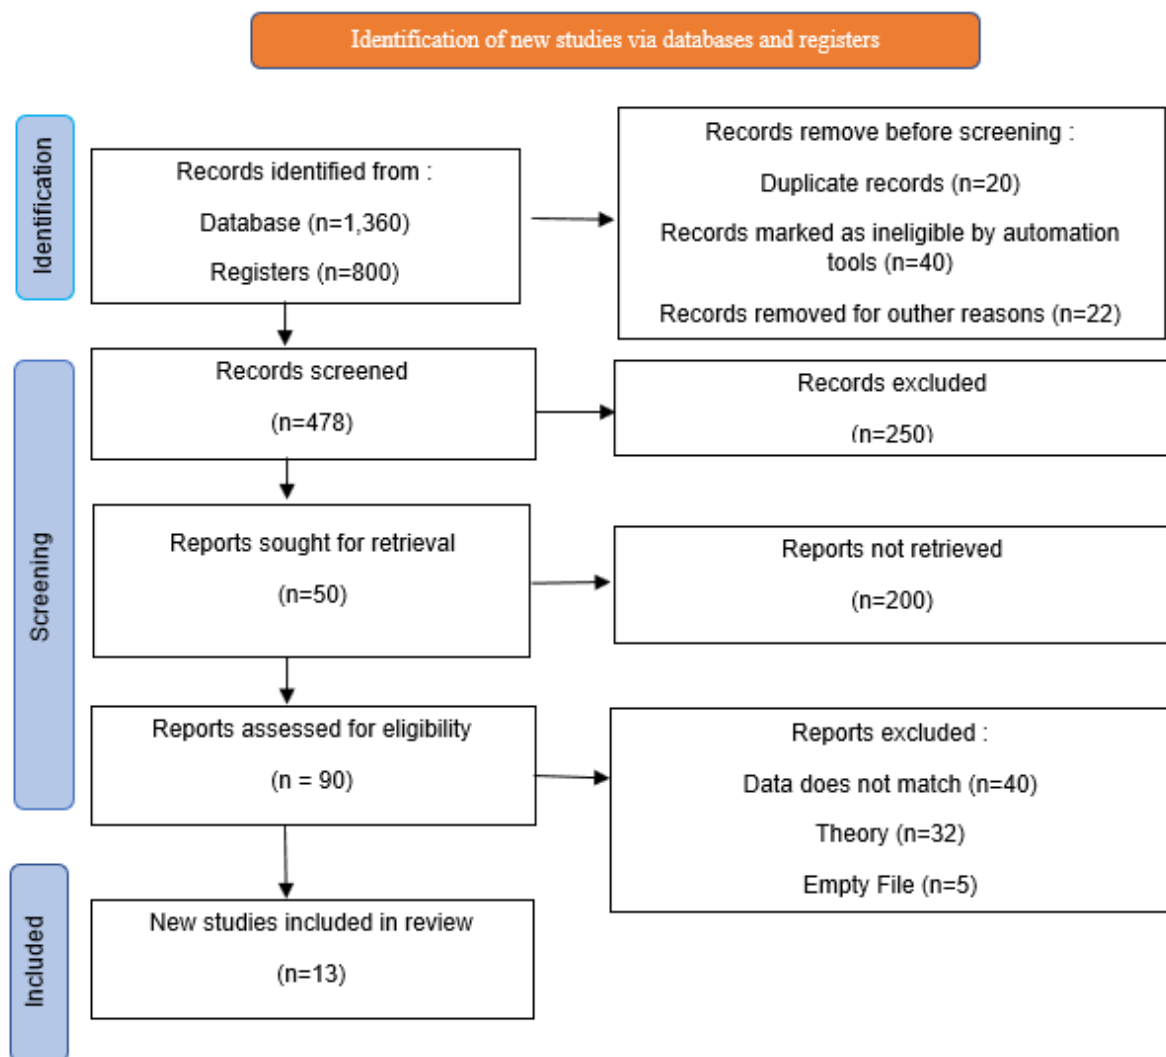 Identification of new studies via databases and registers
Identification
Records identified from :
Database (n=1,360)
Registers (n=800)
Records remove before screening :
Duplicate records (n=20)
Records marked as ineligible by automation
tools (n=40)
Records removed for outher reasons (n=22)
Screening
Records screened
(n=478)
Records excluded
(n=250)
Reports sought for retrieval
(n=50)
Reports not retrieved
(n=200)
Reports assessed for eligibility
(n = 90)
Reports excluded :
Data does not match (n=40)
Theory (n=32)
Empty File (n=5)
Included
New studies included in review
(n=13)